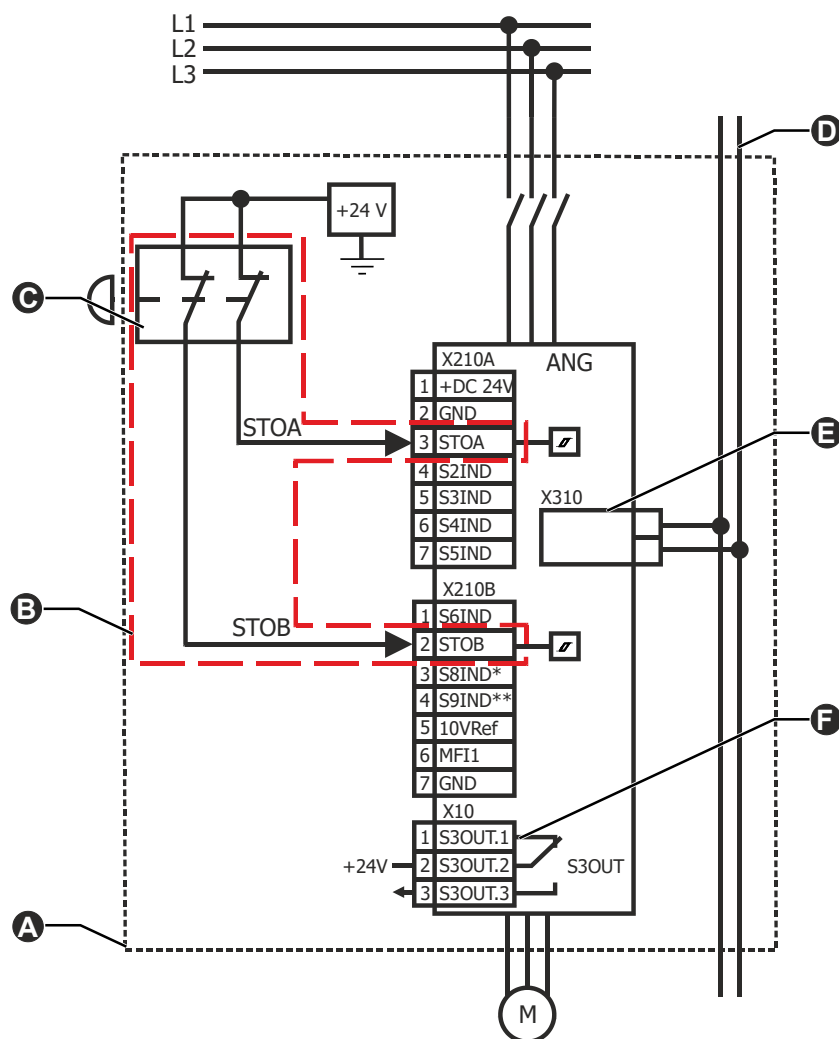 L1
L2
L3
D
+24 V
C
X210A
ANG
1 +DC 24V
2 GND
STOA
3 STOA
E
4 S2IND
X310
5 S3IND
6 S4IND
7 S5IND
X210B
B
1 S6IND
STOB
2 STOB
3 S8IND*
4 S9IND**
F
5 10VRef
6 MFI1
7 GND
X10
1 S3OUT.1
+24V
2 S3OUT.2
S3OUT
3 S3OUT.3
A
M